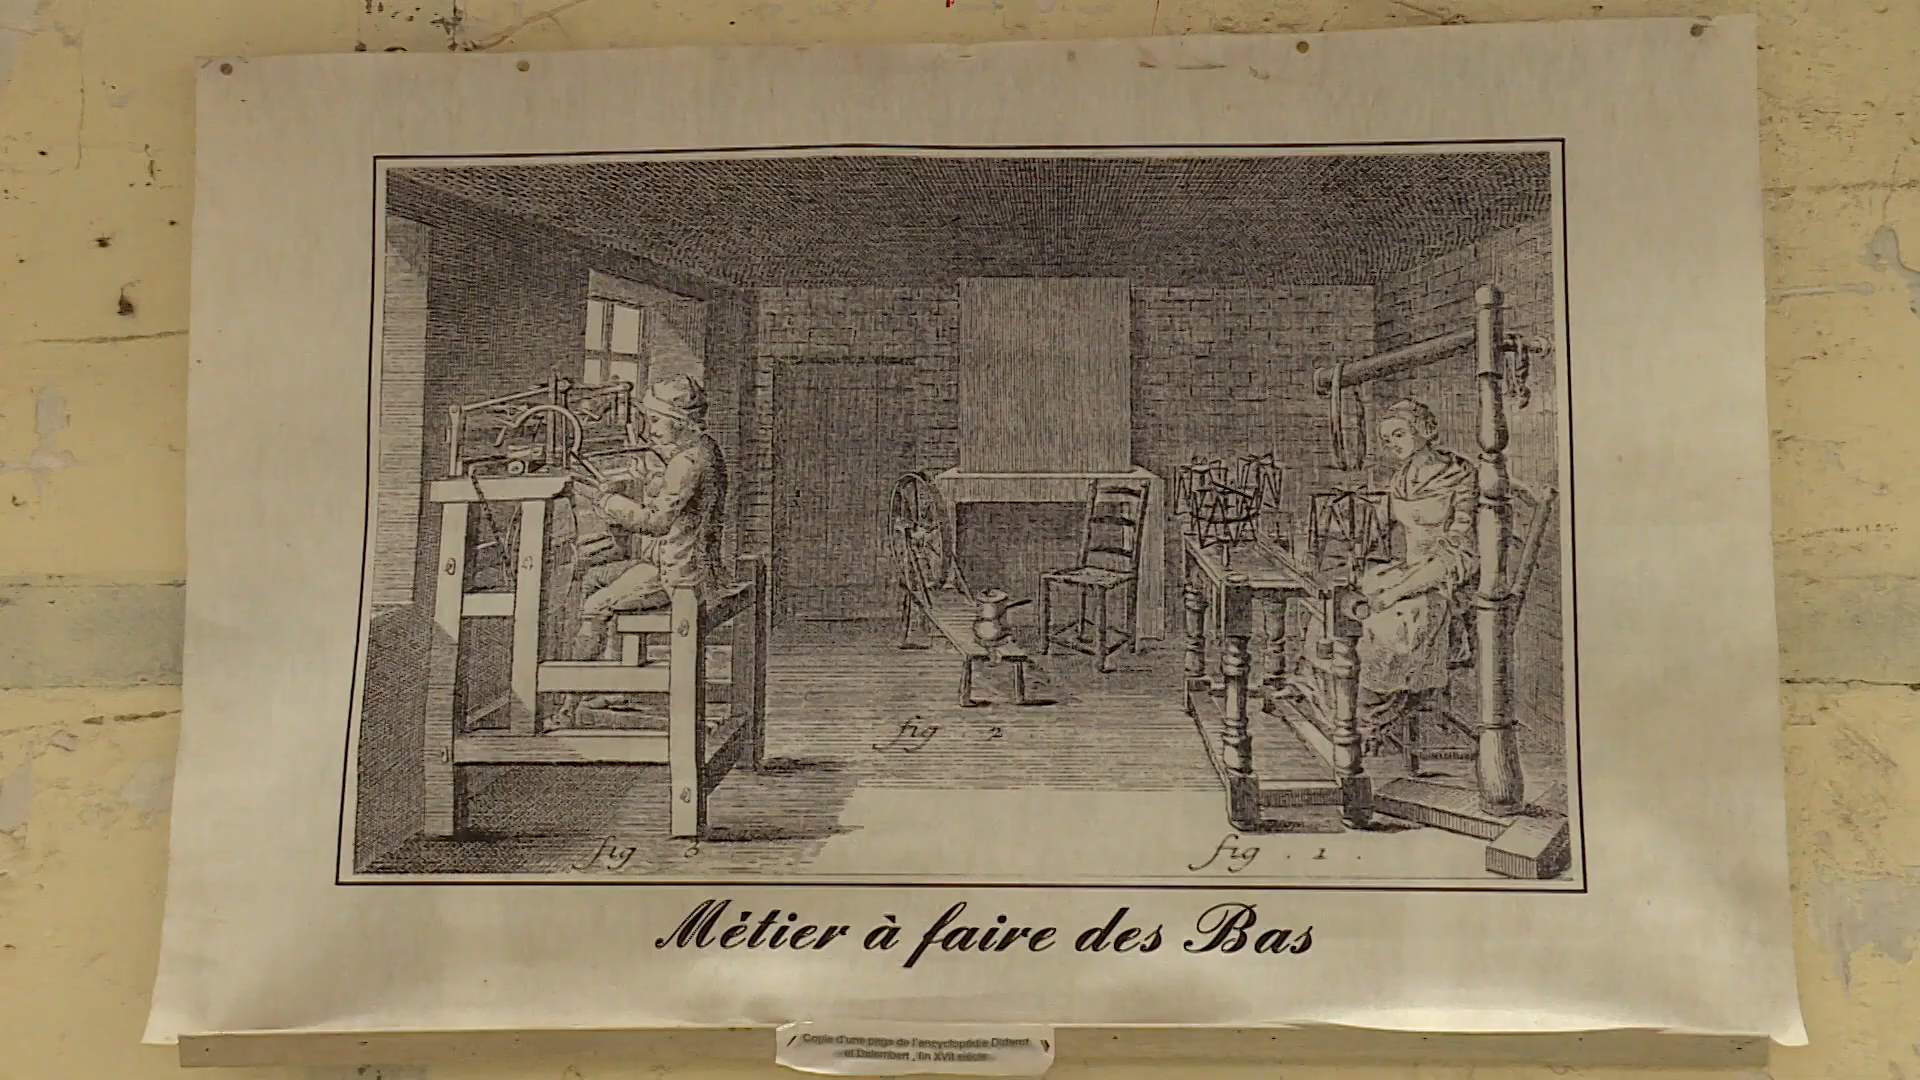 fig . 2
fig 3
fig . 1 .
Métier à faire des Bas
Copie d'une page de l'encyclopédie Diderot
et Dalembert , fin XVII siècle